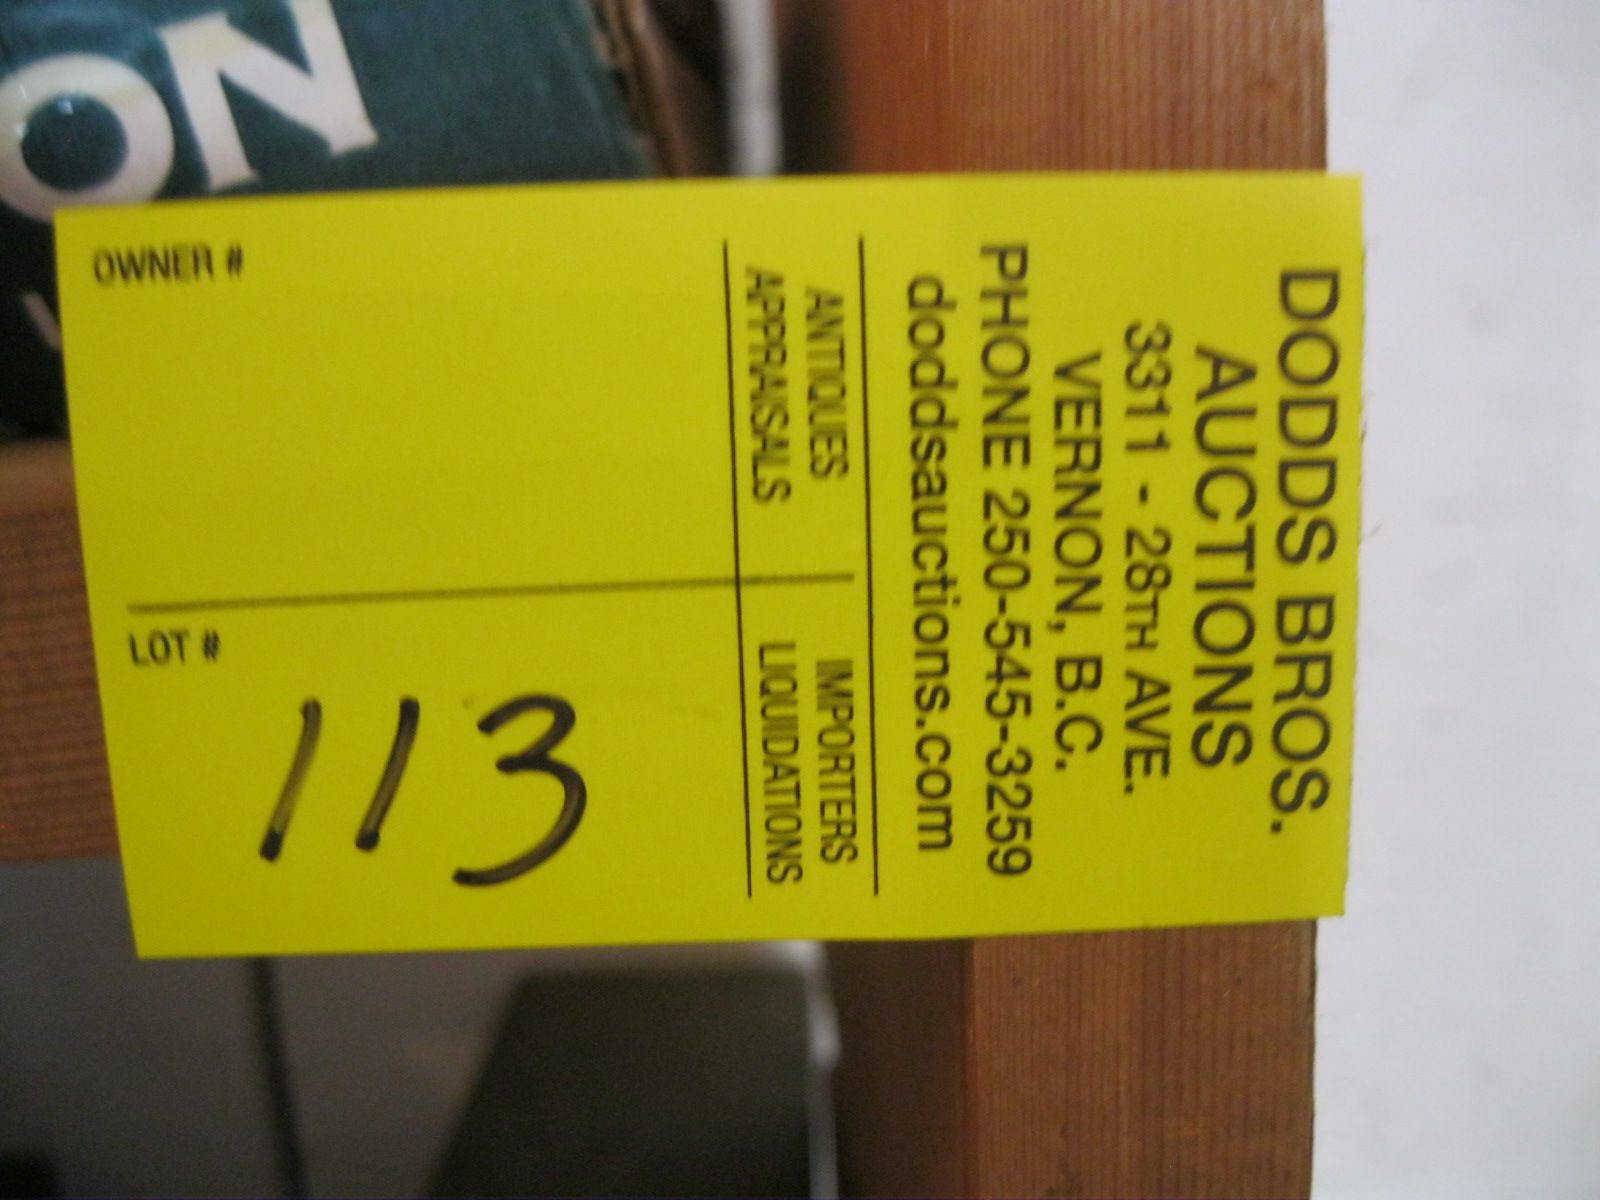 ON
DODDS BROS.
AUCTIONS
3311 - 28TH AVE.
VERNON, B.C.
PHONE 250-545-3259
doddsauctions.com
ANTIQUES
APPRAISALS
IMPORTERS
LIQUIDATIONS
OWNER #
LOT #
113